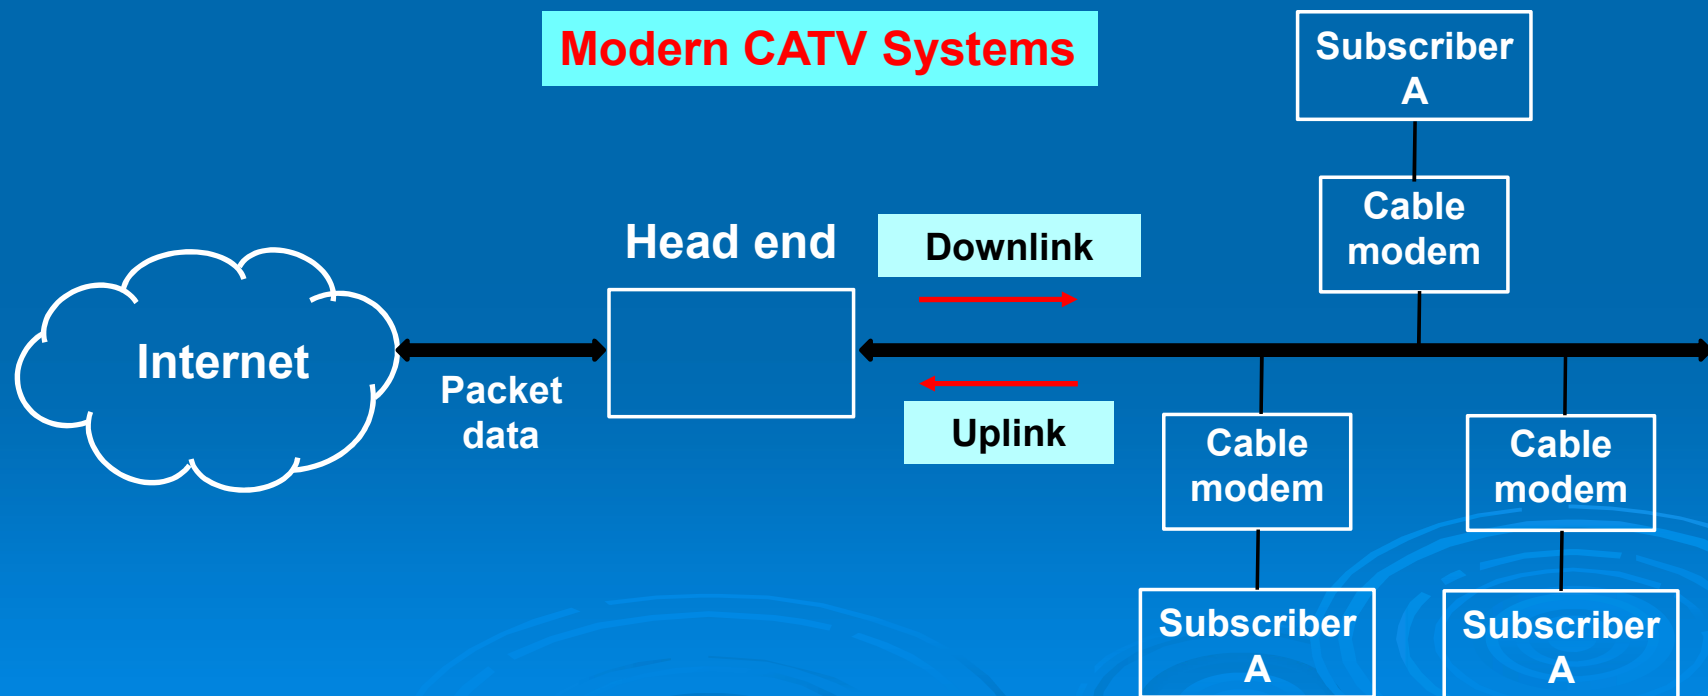 Modern CATV Systems
Subscriber
A
Cable
modem
Head end
Downlink
Internet
Packet
data
Uplink
Cable
modem
Cable
modem
Subscriber
A
Subscriber
A